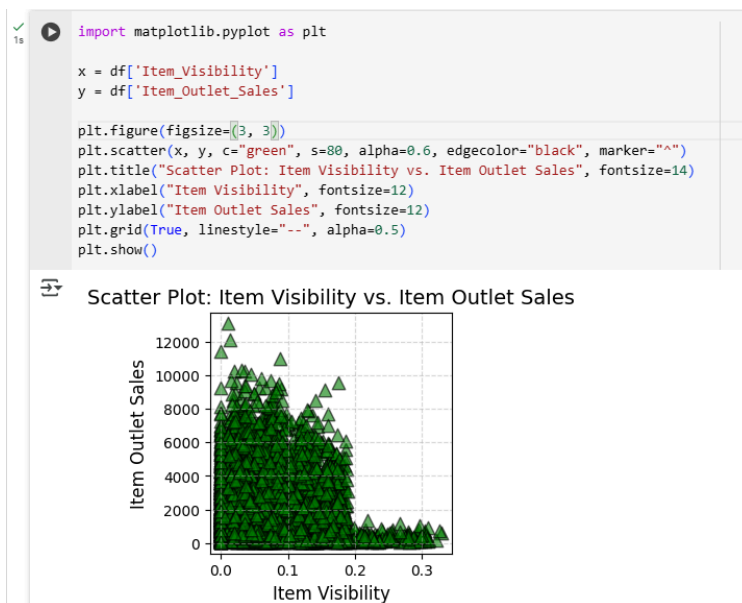 1s
import matplotlib.pyplot as plt
x = df['Item_Visibility']
y = df['Item_Outlet_Sales']
plt.figure(figsize=(3, 3))
plt.scatter(x, y, c="green", s=80, alpha=0.6, edgecolor="black", marker="^")
plt.title("Scatter Plot: Item Visibility vs. Item Outlet Sales", fontsize=14)
plt.xlabel("Item Visibility", fontsize=12)
plt.ylabel("Item Outlet Sales", fontsize=12)
plt.grid(True, linestyle="--", alpha=0.5)
plt.show()
Scatter Plot: Item Visibility vs. Item Outlet Sales
Item Outlet Sales
12000
10000
8000
6000
4000
2000
0
0.0 0.1 0.2 0.3
Item Visibility